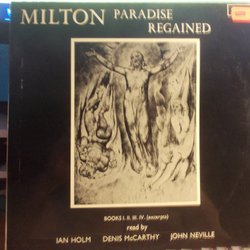 MILTON PARADISE
REGAINED
BOOKS I. II. III. IV. (excerpts)
read by
IAN HOLM DENIS McCARTHY JOHN NEVILLE